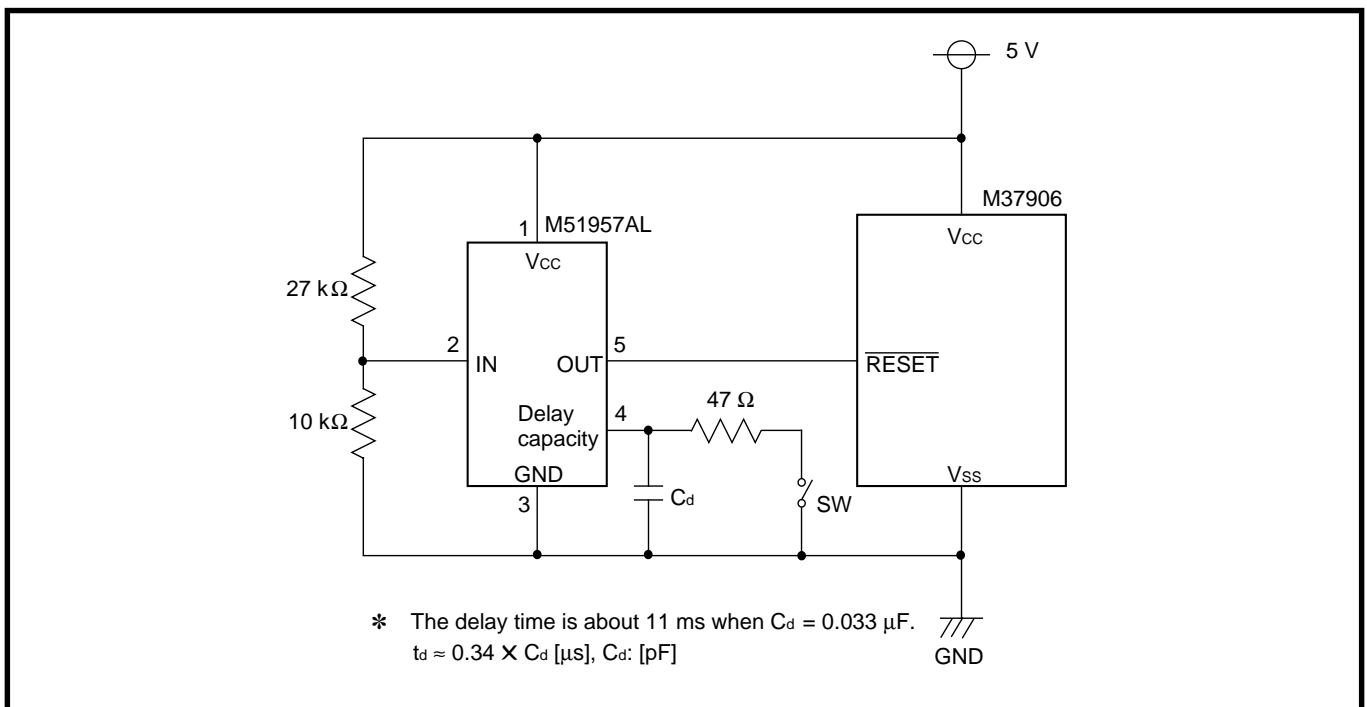 5 V
M37906
1
M51957AL
VCC
VCC
27 kΩ
2
IN
OUT
5
RESET
10 kΩ
Delay
capacity
4
47 Ω
GND
3
Cd
SW
VSS
✽ The delay time is about 11 ms when Cd = 0.033 μF.
td ≈ 0.34 × Cd [μs], Cd: [pF]
GND